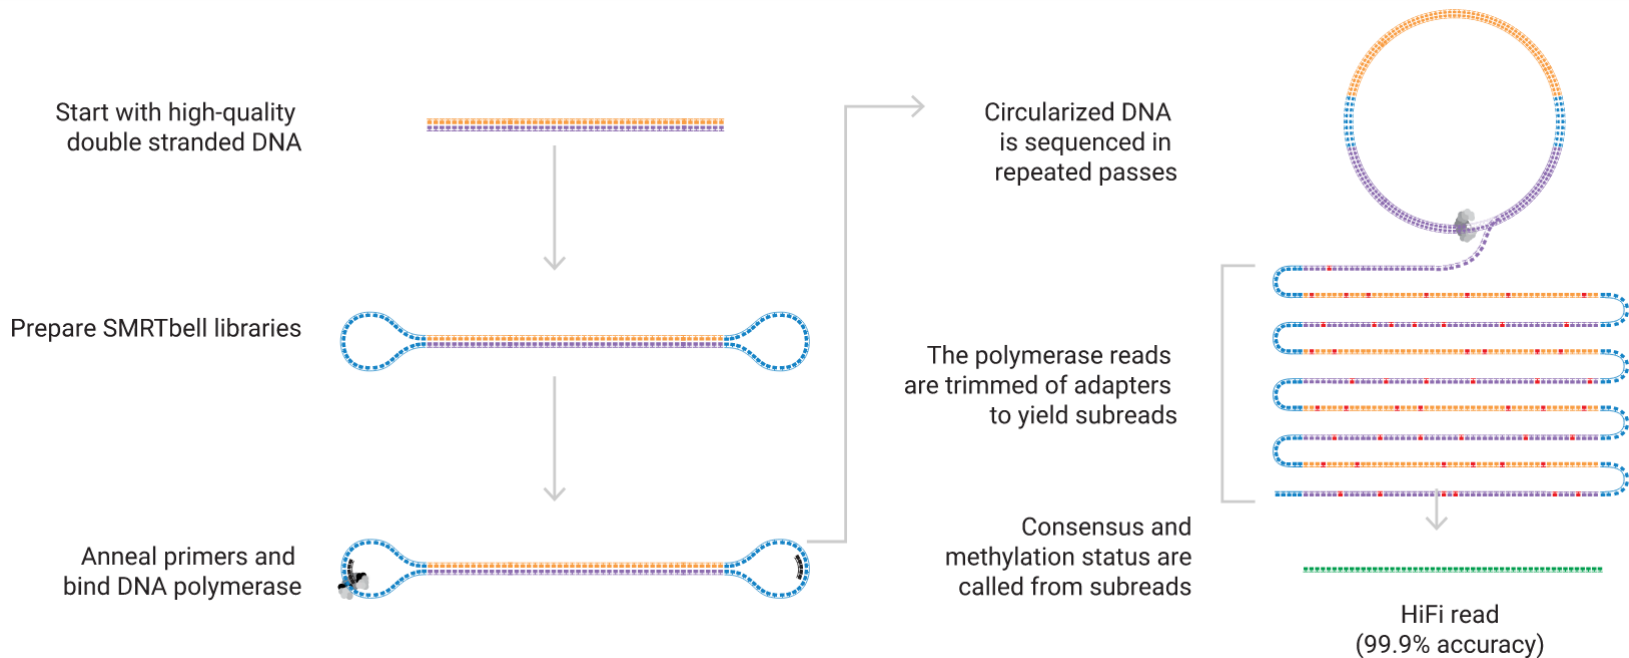 Start with high-quality
double stranded DNA
Prepare SMRTbell libraries
Anneal primers and
bind DNA polymerase
Circularized DNA
is sequenced in
repeated passes
The polymerase reads
are trimmed of adapters
to yield subreads
Consensus and
methylation status are
called from subreads
HiFi read
(99.9% accuracy)